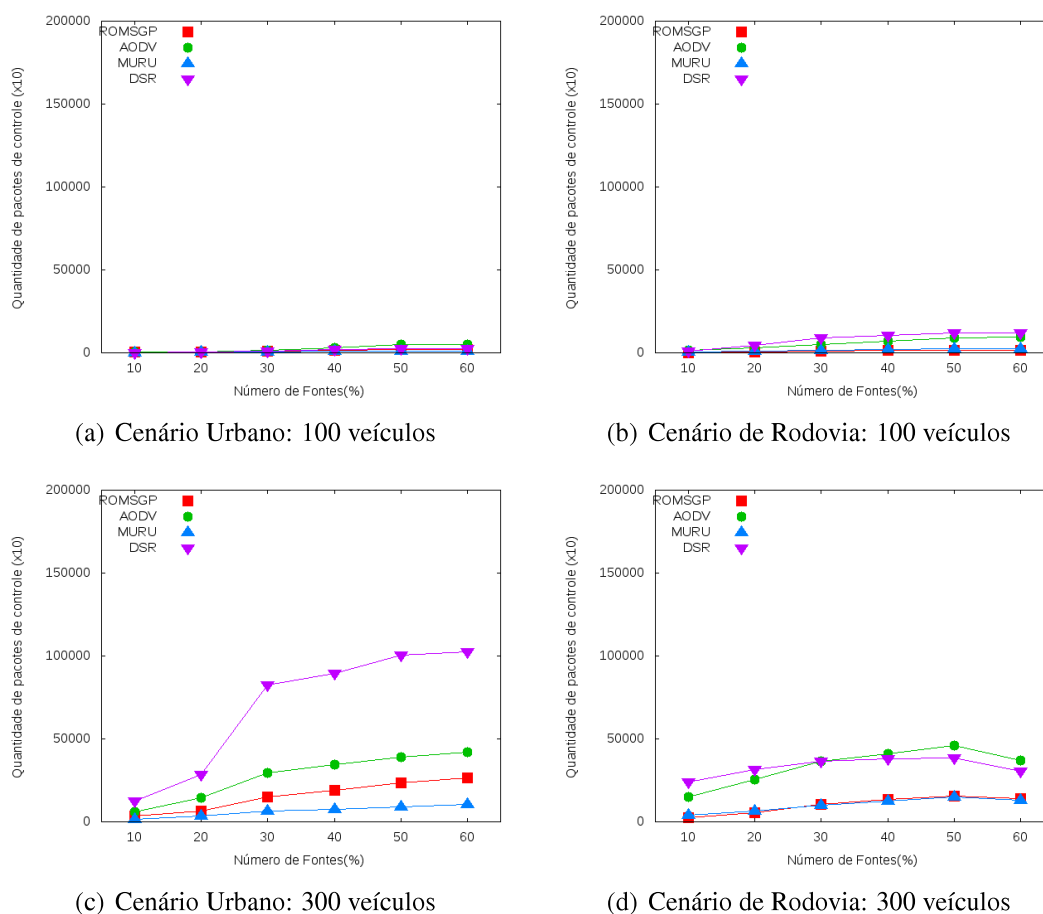 Quantidade de pacotes de controle (x10)
200000
150000
100000
50000
0
ROMSGP
AODV
MURU
DSR
10 20 30 40 50 60
Número de Fontes(%)
(a) Cenário Urbano: 100 veículos
Quantidade de pacotes de controle (x10)
200000
150000
100000
50000
0
ROMSGP
AODV
MURU
DSR
10 20 30 40 50 60
Número de Fontes(%)
(b) Cenário de Rodovia: 100 veículos
Quantidade de pacotes de controle (x10)
200000
150000
100000
50000
0
ROMSGP
AODV
MURU
DSR
10 20 30 40 50 60
Número de Fontes(%)
(c) Cenário Urbano: 300 veículos
Quantidade de pacotes de controle (x10)
200000
150000
100000
50000
0
ROMSGP
AODV
MURU
DSR
10 20 30 40 50 60
Número de Fontes(%)
(d) Cenário de Rodovia: 300 veículos